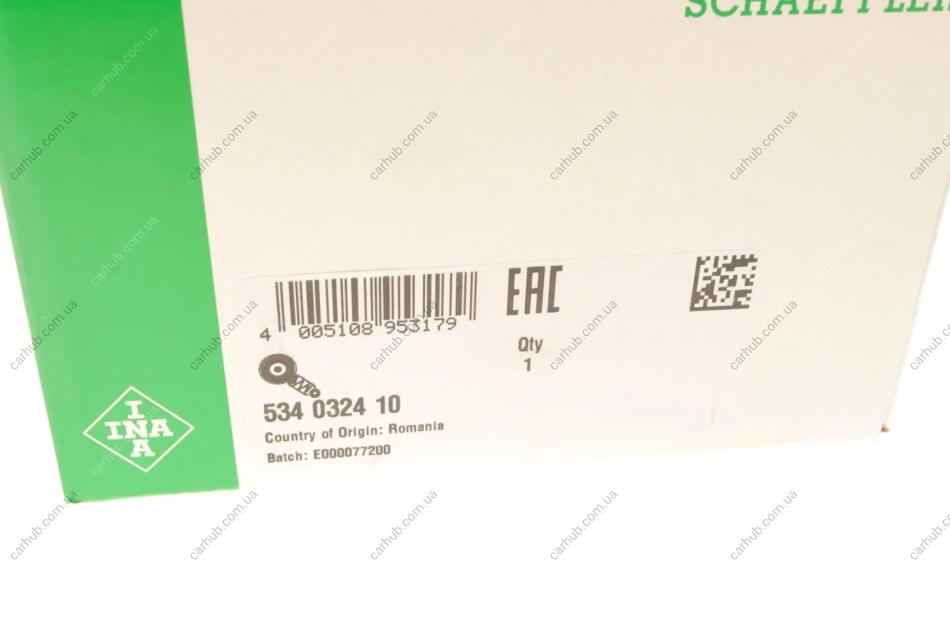 SCHAEFFLER
EAC
4 005108 953179
Qty
1
534 0324 10
Country of Origin: Romania
Batch: E000077200
INA
INA
carhub.com.ua